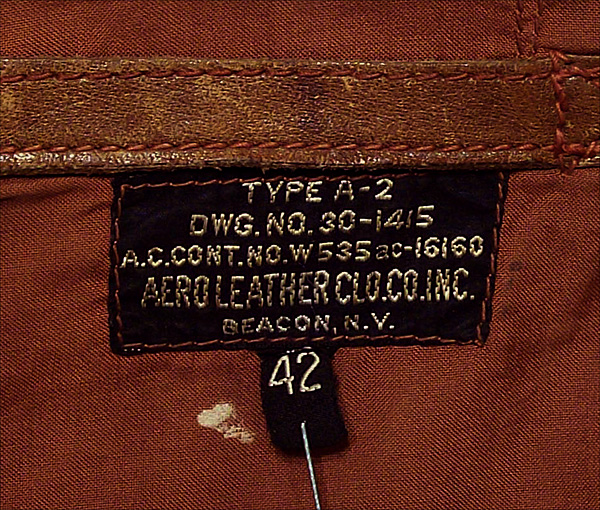 TYPE A-2
DWG. NO. 30-1415
A.C.CONT.NO.W535ac-16160
AERO LEATHER CLO.CO.INC.
BEACON, N.Y.
42